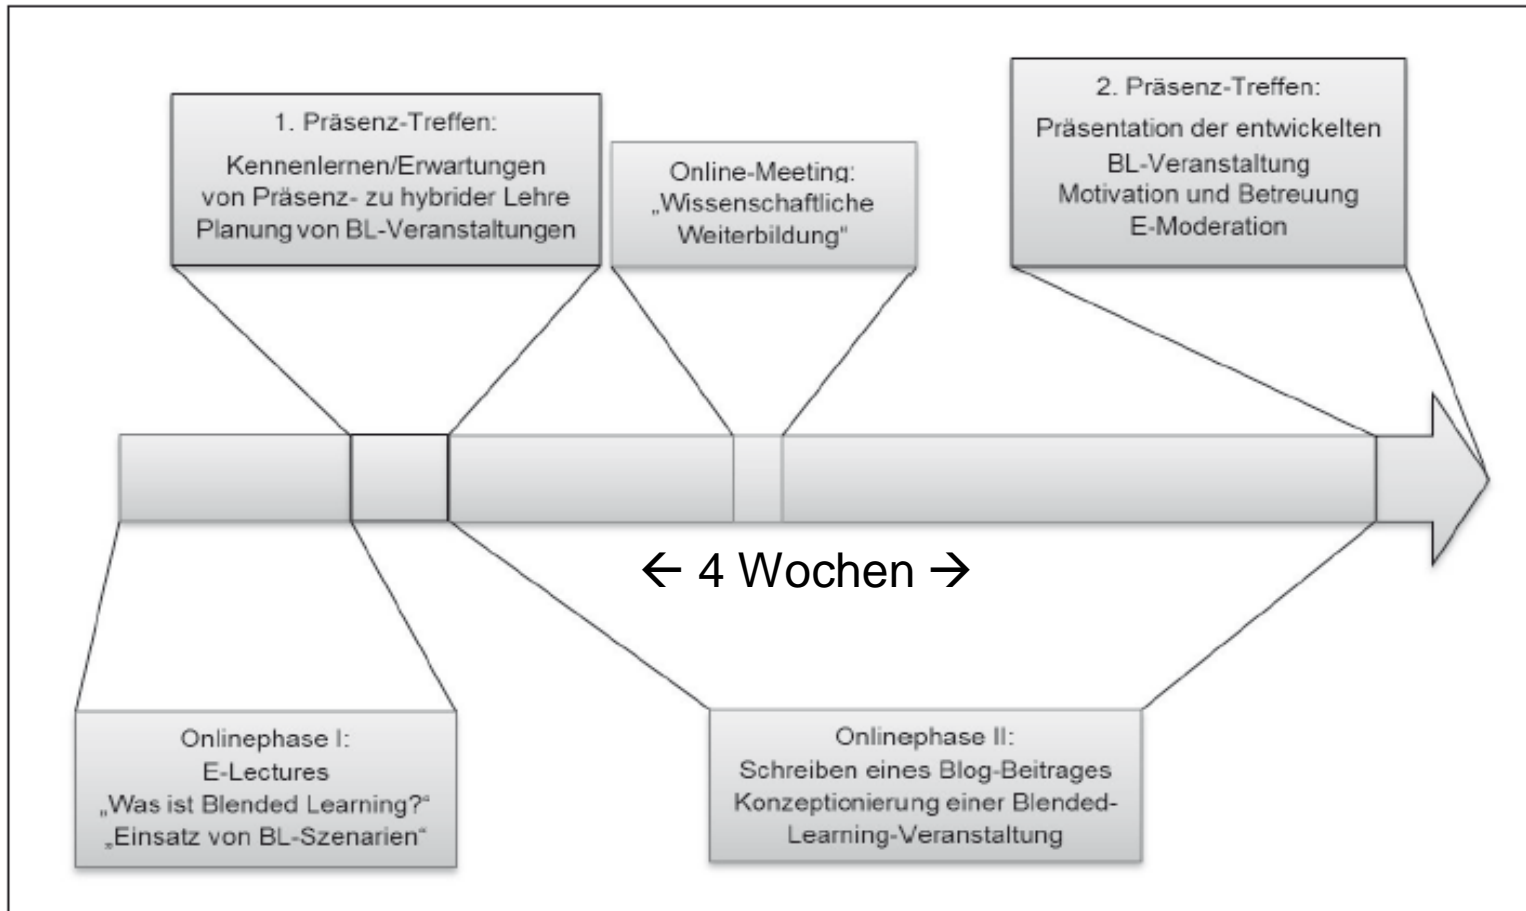 1. Präsenz-Treffen:
Kennenlernen/Erwartungen
von Präsenz- zu hybrider Lehre
Planung von BL-Veranstaltungen
Online-Meeting:
„Wissenschaftliche
Weiterbildung“
2. Präsenz-Treffen:
Präsentation der entwickelten
BL-Veranstaltung
Motivation und Betreuung
E-Moderation
← 4 Wochen →
Onlinephase I:
E-Lectures
„Was ist Blended Learning?“
„Einsatz von BL-Szenarien“
Onlinephase II:
Schreiben eines Blog-Beitrages
Konzeptionierung einer Blended-
Learning-Veranstaltung